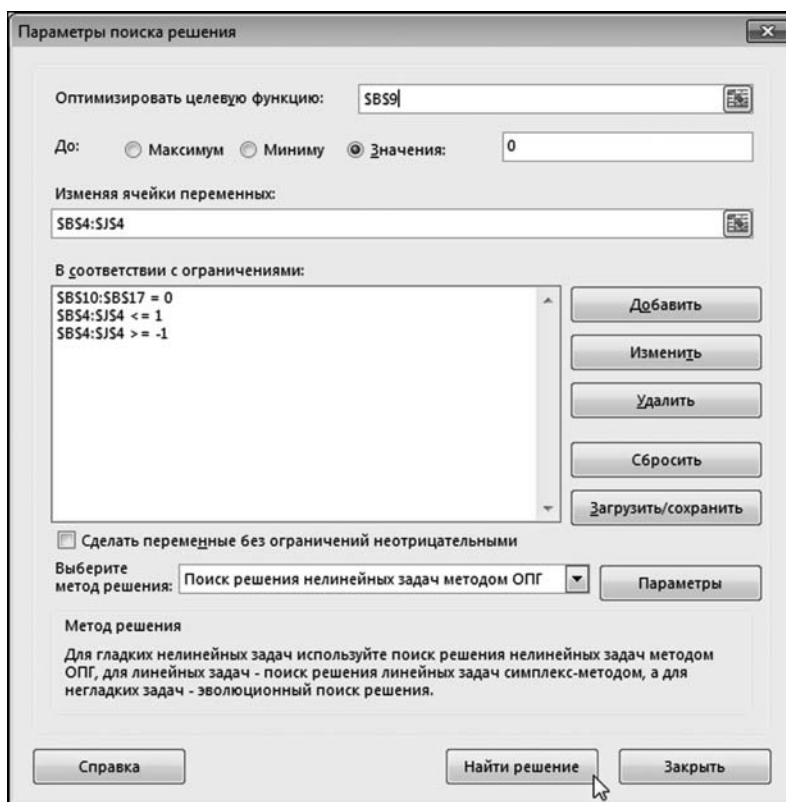 Параметры поиска решения
Оптимизировать целевую функцию: $B$9
До: Максимум Миниму Значения: 0
Изменяя ячейки переменных:
$B$4:$J$4
В соответствии с ограничениями:
$B$10:$B$17 = 0
$B$4:$J$4 <= 1
$B$4:$J$4 >= -1
Добавить
Изменить
Удалить
Сбросить
Загрузить/сохранить
Сделать переменные без ограничений неотрицательными
Выберите
метод решения: Поиск решения нелинейных задач методом ОПГ Параметры
Метод решения
Для гладких нелинейных задач используйте поиск решения нелинейных задач методом
ОПГ, для линейных задач - поиск решения линейных задач симплекс-методом, а для
негладких задач - эволюционный поиск решения.
Справка Найти решение Закрыть